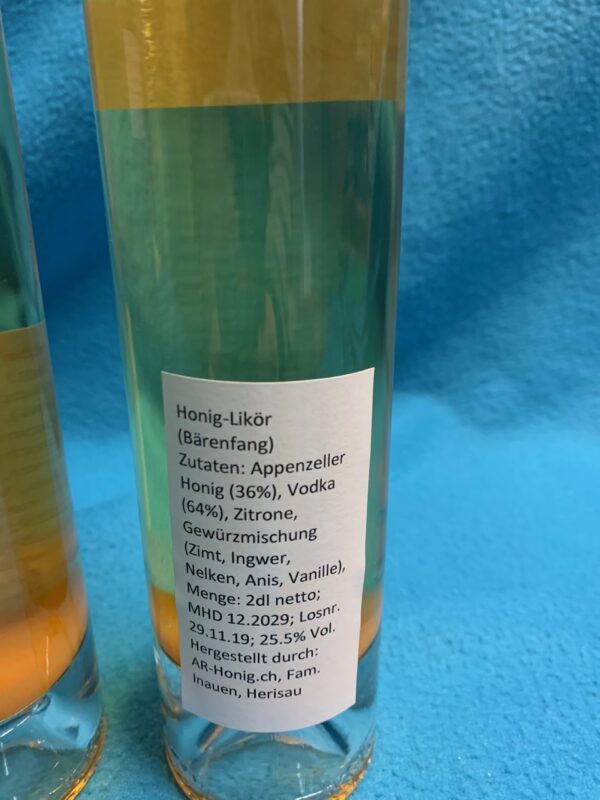 Honig-Likör
(Bärenfang)
Zutaten: Appenzeller
Honig (36%), Vodka
(64%), Zitrone,
Gewürzmischung
(Zimt, Ingwer,
Nelken, Anis, Vanille),
Menge: 2dl netto;
MHD 12.2029; Losnr.
29.11.19; 25.5% Vol.
Hergestellt durch:
AR-Honig.ch, Fam.
Inauen, Herisau